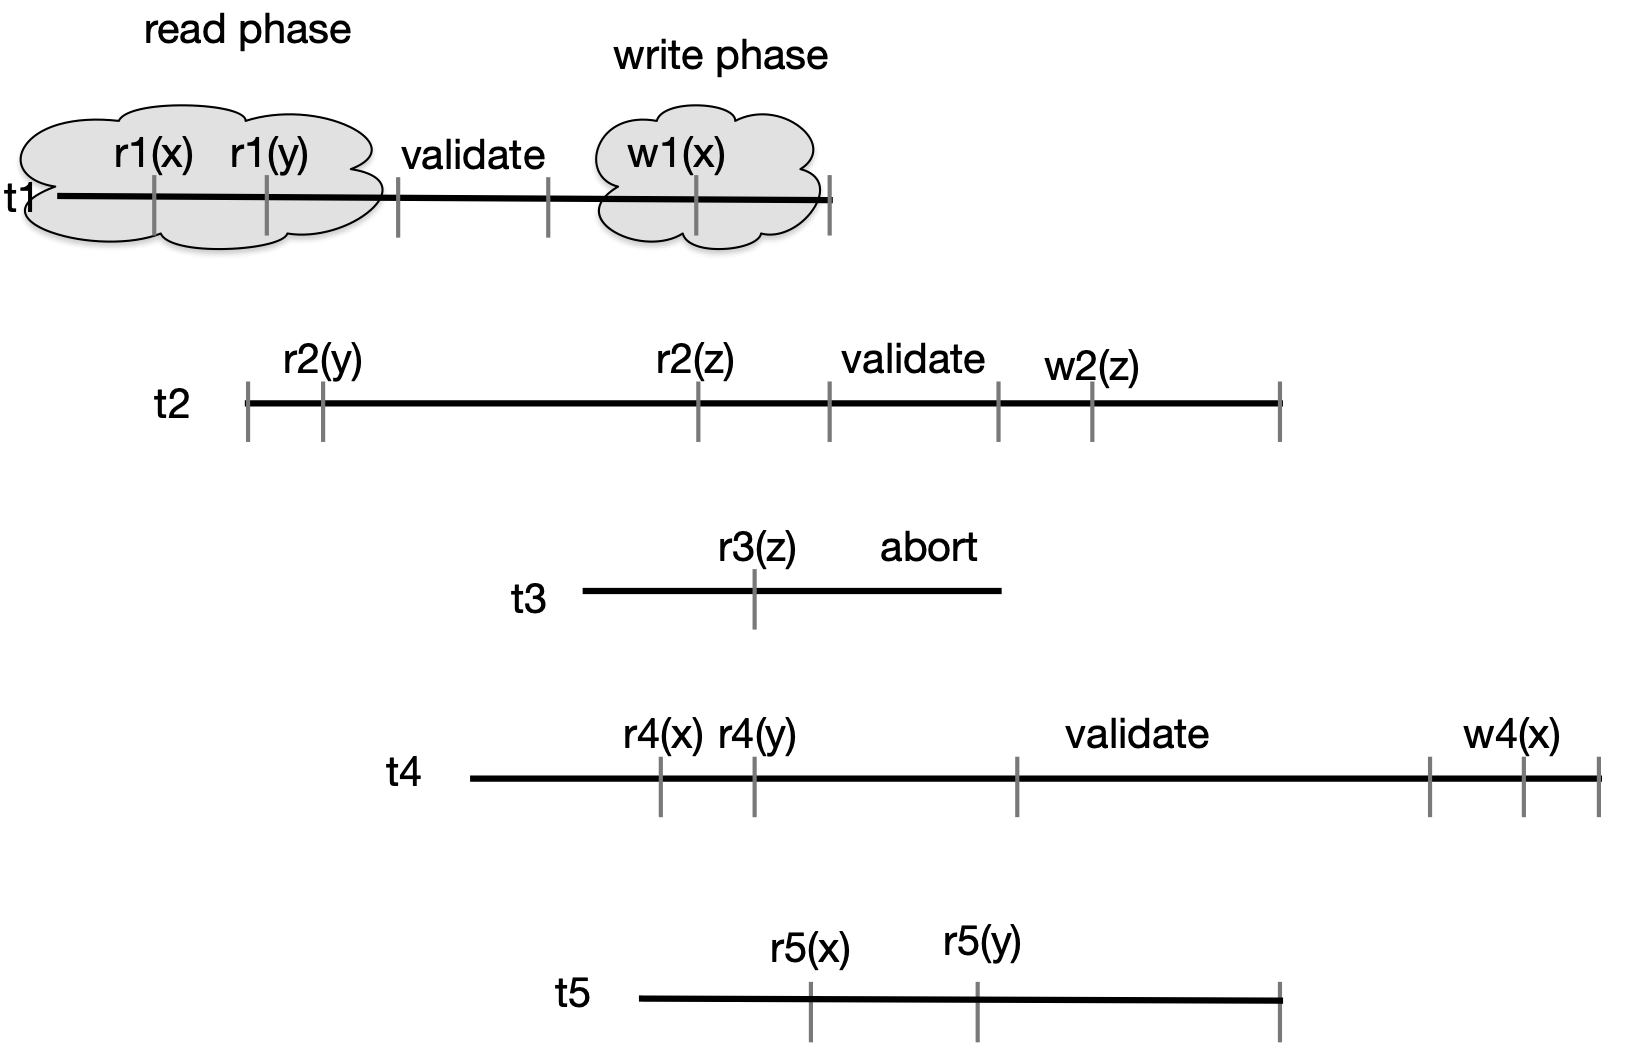 read phase
write phase
r1(x) r1(y) validate w1(x)
t1
r2(y) r2(z) validate w2(z)
t2
r3(z) abort
t3
r4(x) r4(y) validate w4(x)
t4
r5(x) r5(y)
t5